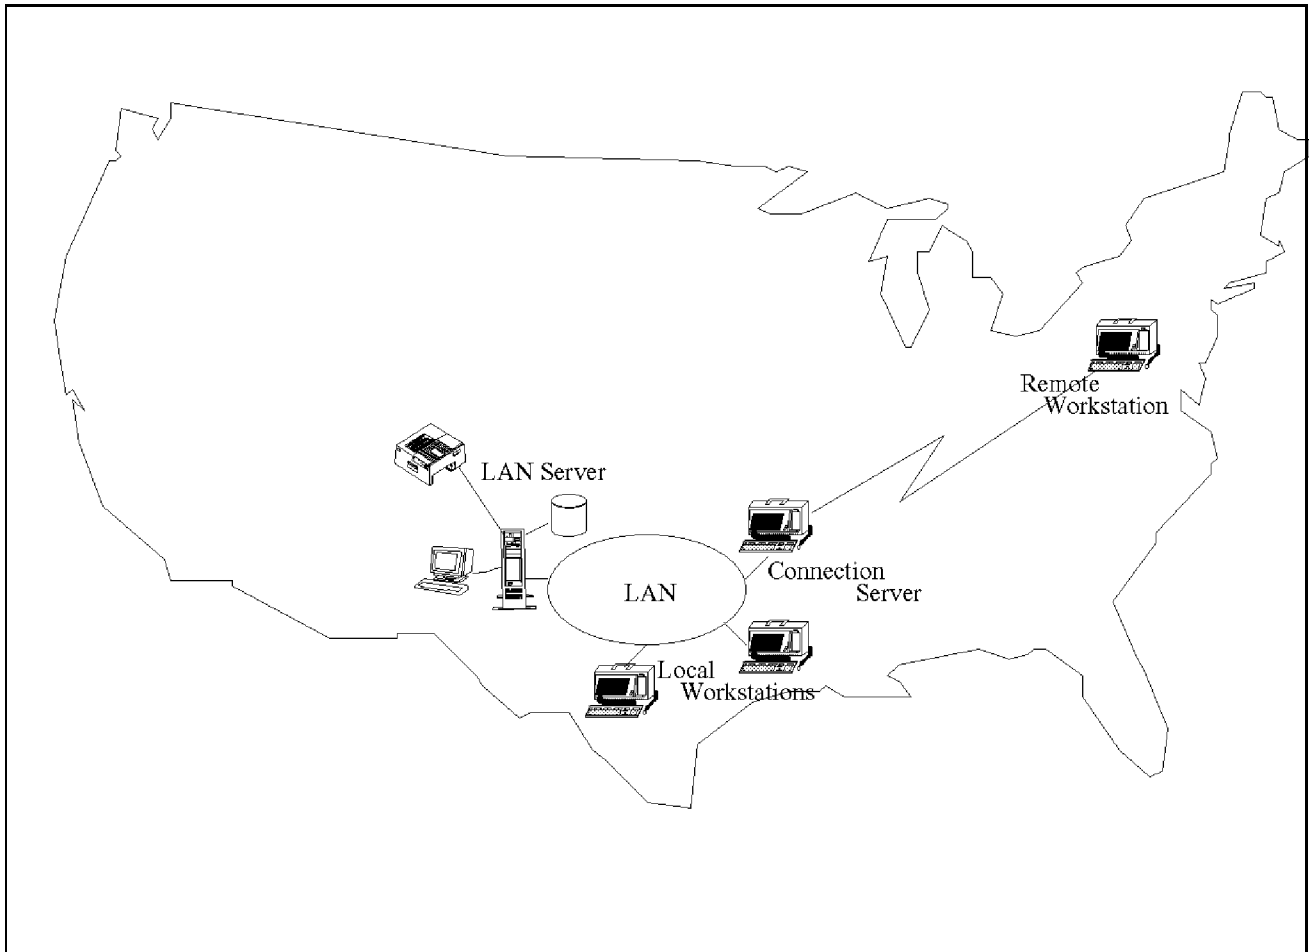 Remote
Workstation
LAN Server
Connection
Server
LAN
Local
Workstations